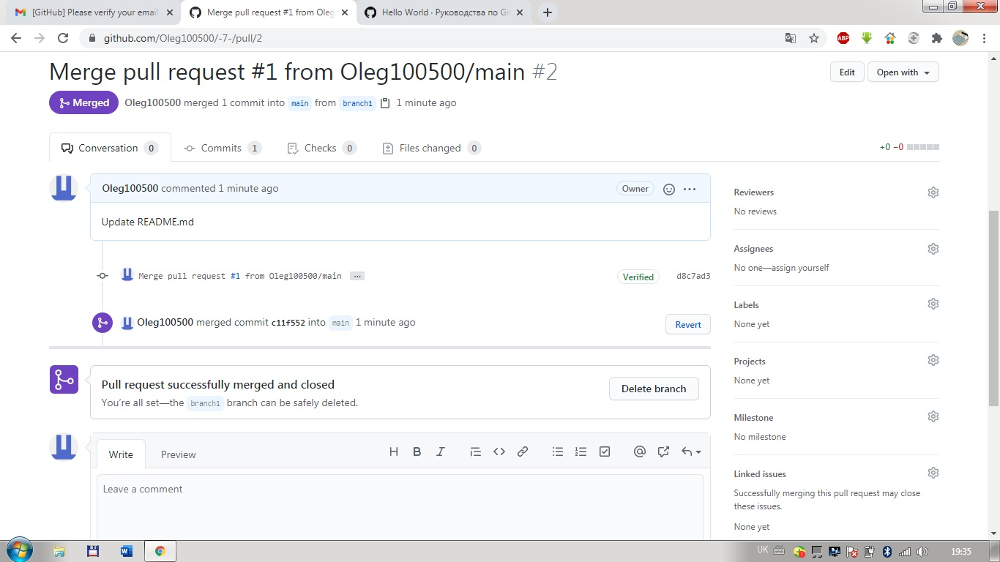 [GitHub] Please verify your email
Merge pull request #1 from Oleg
Hello World · Руководства по Git
github.com/Oleg100500/-7-/pull/2
ABP
Merge pull request #1 from Oleg100500/main #2
Edit
Open with
Merged
Oleg100500 merged 1 commit into main from branch1 1 minute ago
Conversation 0
Commits 1
Checks 0
Files changed 0
+0 −0
Oleg100500 commented 1 minute ago
Owner
Update README.md
Merge pull request #1 from Oleg100500/main ...
Verified
d8c7ad3
Oleg100500 merged commit c11f552 into main 1 minute ago
Revert
Pull request successfully merged and closed
You're all set—the branch1 branch can be safely deleted.
Delete branch
Write
Preview
H B I
Leave a comment
Reviewers
No reviews
Assignees
No one—assign yourself
Labels
None yet
Projects
None yet
Milestone
No milestone
Linked issues
Successfully merging this pull request may close
these issues.
None yet
UK
19:35